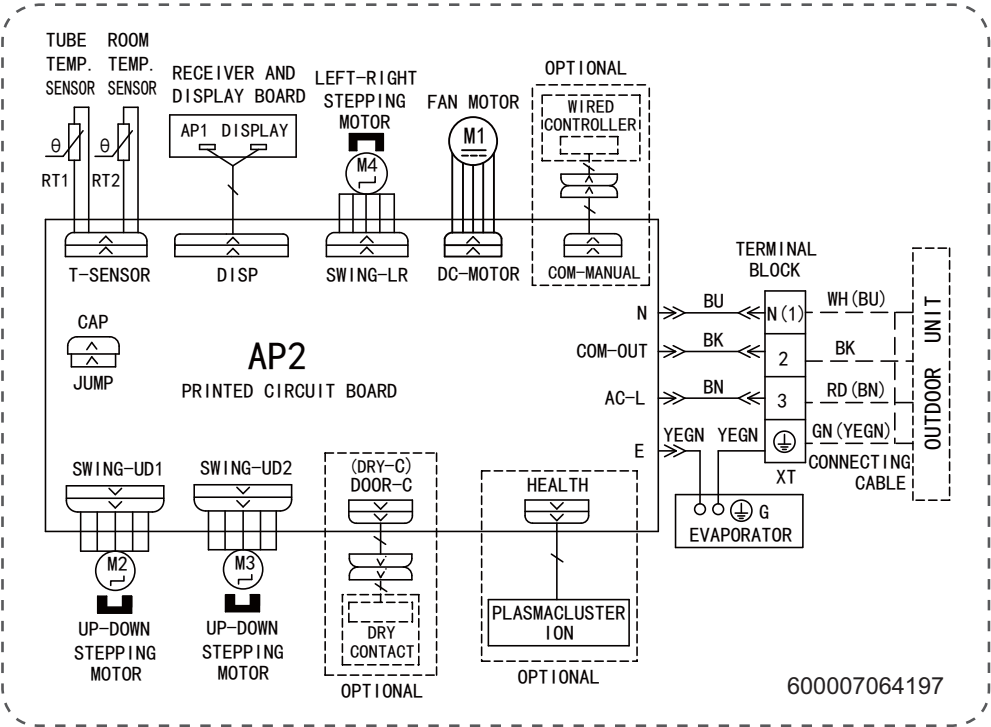 TUBE TEMP. SENSOR
ROOM TEMP. SENSOR
RECEIVER AND
DISPLAY BOARD
AP1 DISPLAY
LEFT-RIGHT
STEPPING
MOTOR
FAN MOTOR
OPTIONAL
WIRED
CONTROLLER
M1
M4
θ
θ
RT1
RT2
T-SENSOR
DISP
SWING-LR
DC-MOTOR
COM-MANUAL
TERMINAL
BLOCK
CAP
JUMP
AP2
PRINTED CIRCUIT BOARD
N
BU
N(1)
WH(BU)
COM-OUT
BK
2
BK
AC-L
BN
3
RD(BN)
E
YEGN
YEGN
GN(YEGN)
XT
CONNECTING
CABLE
OUTDOOR UNIT
G
EVAPORATOR
SWING-UD1
SWING-UD2
(DRY-C)
DOOR-C
HEALTH
M2
M3
UP-DOWN
STEPPING
MOTOR
UP-DOWN
STEPPING
MOTOR
DRY
CONTACT
OPTIONAL
PLASMACLUSTER
ION
OPTIONAL
600007064197